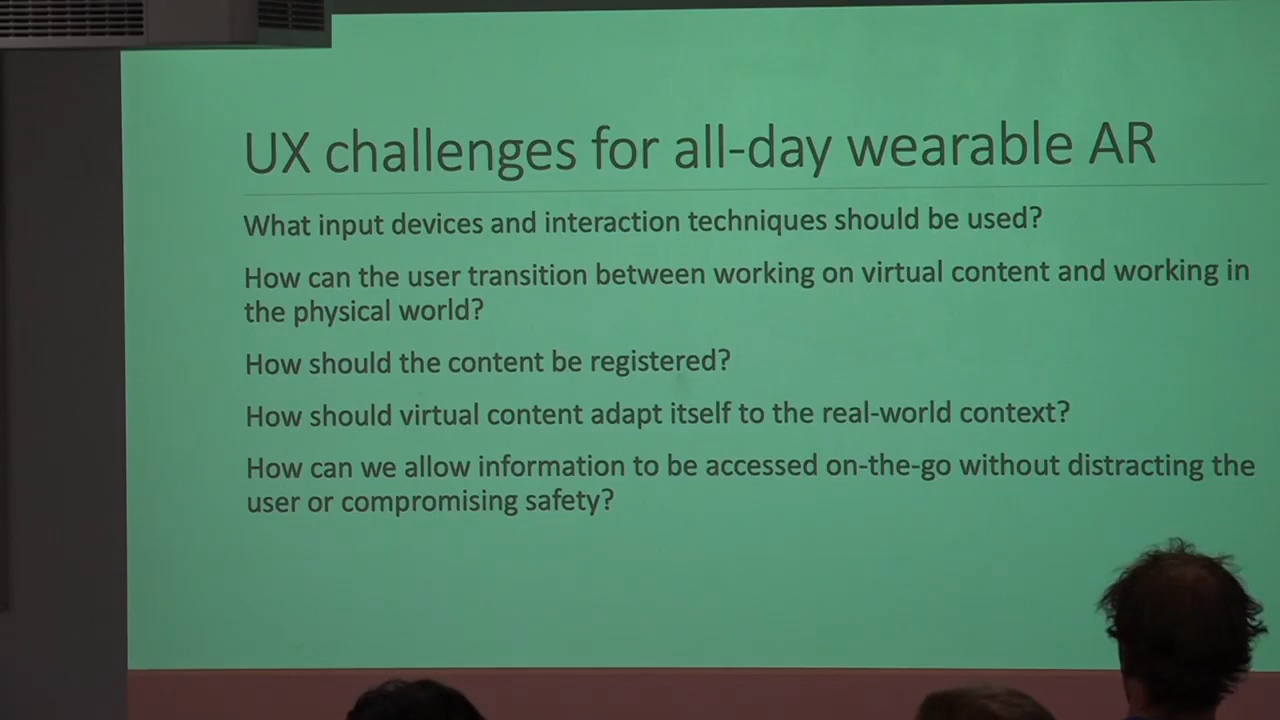 UX challenges for all-day wearable AR
What input devices and interaction techniques should be used?
How can the user transition between working on virtual content and working in
the physical world?
How should the content be registered?
How should virtual content adapt itself to the real-world context?
How can we allow information to be accessed on-the-go without distracting the
user or compromising safety?